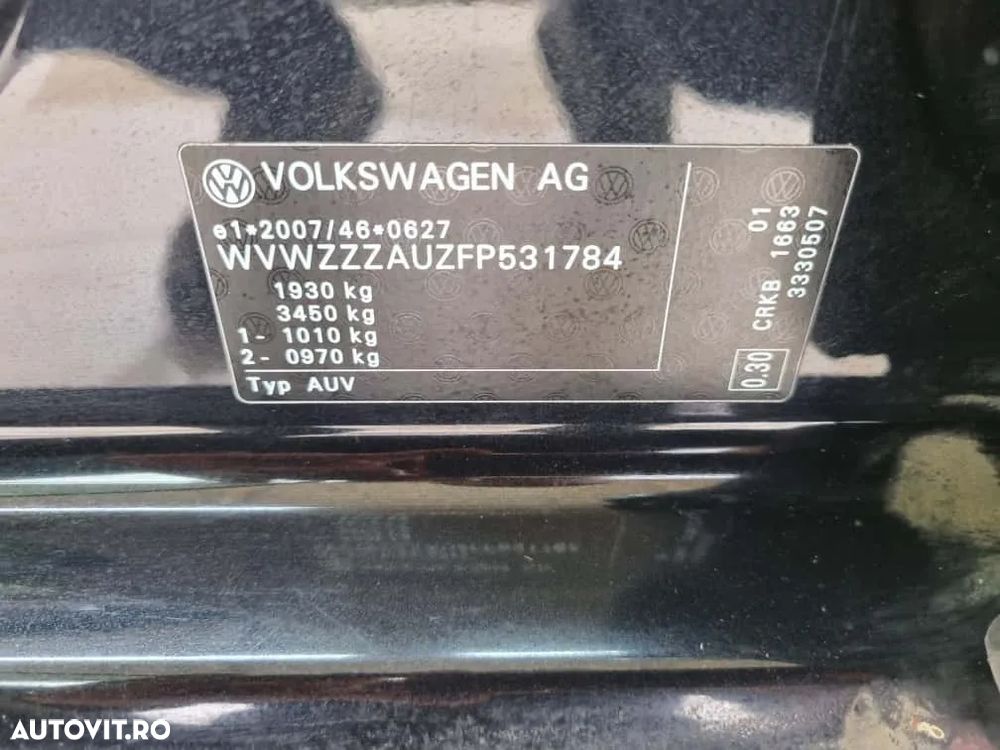 VOLKSWAGEN AG
e1*2007/46*0627
WVWZZZAUZFP531784
1930 kg
3450 kg
1- 1010 kg
2- 0970 kg
Typ AUV
01
CRKB 1663
3330507
0.30
AUTOVIT.RO